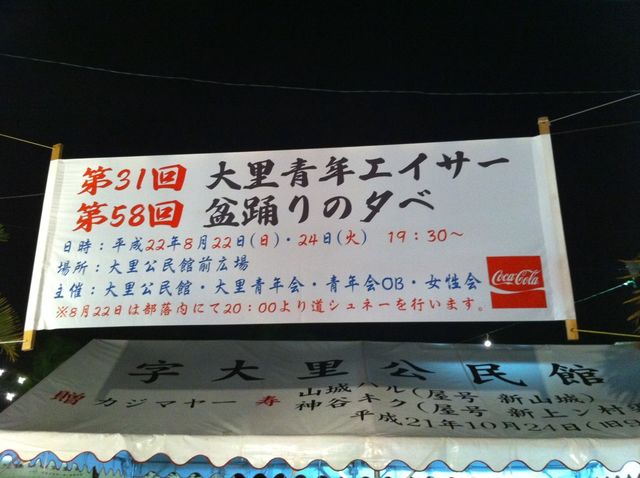 第31回 大里青年エイサー
第58回 盆踊りの夕べ
日時：平成22年8月22日(日)・24日(火) 19：30～
場所：大里公民館前広場
主催：大里公民館・大里青年会・青年会OB・女性会
※8月22日は部落内にて20：00より道ジュネーを行います。
Coca-Cola
字大里公民館
贈 カジマヤー 寿 山城ハル(屋号 新山城)
神谷キク(屋号 新上ン村渠
平成21年10月24日(旧9